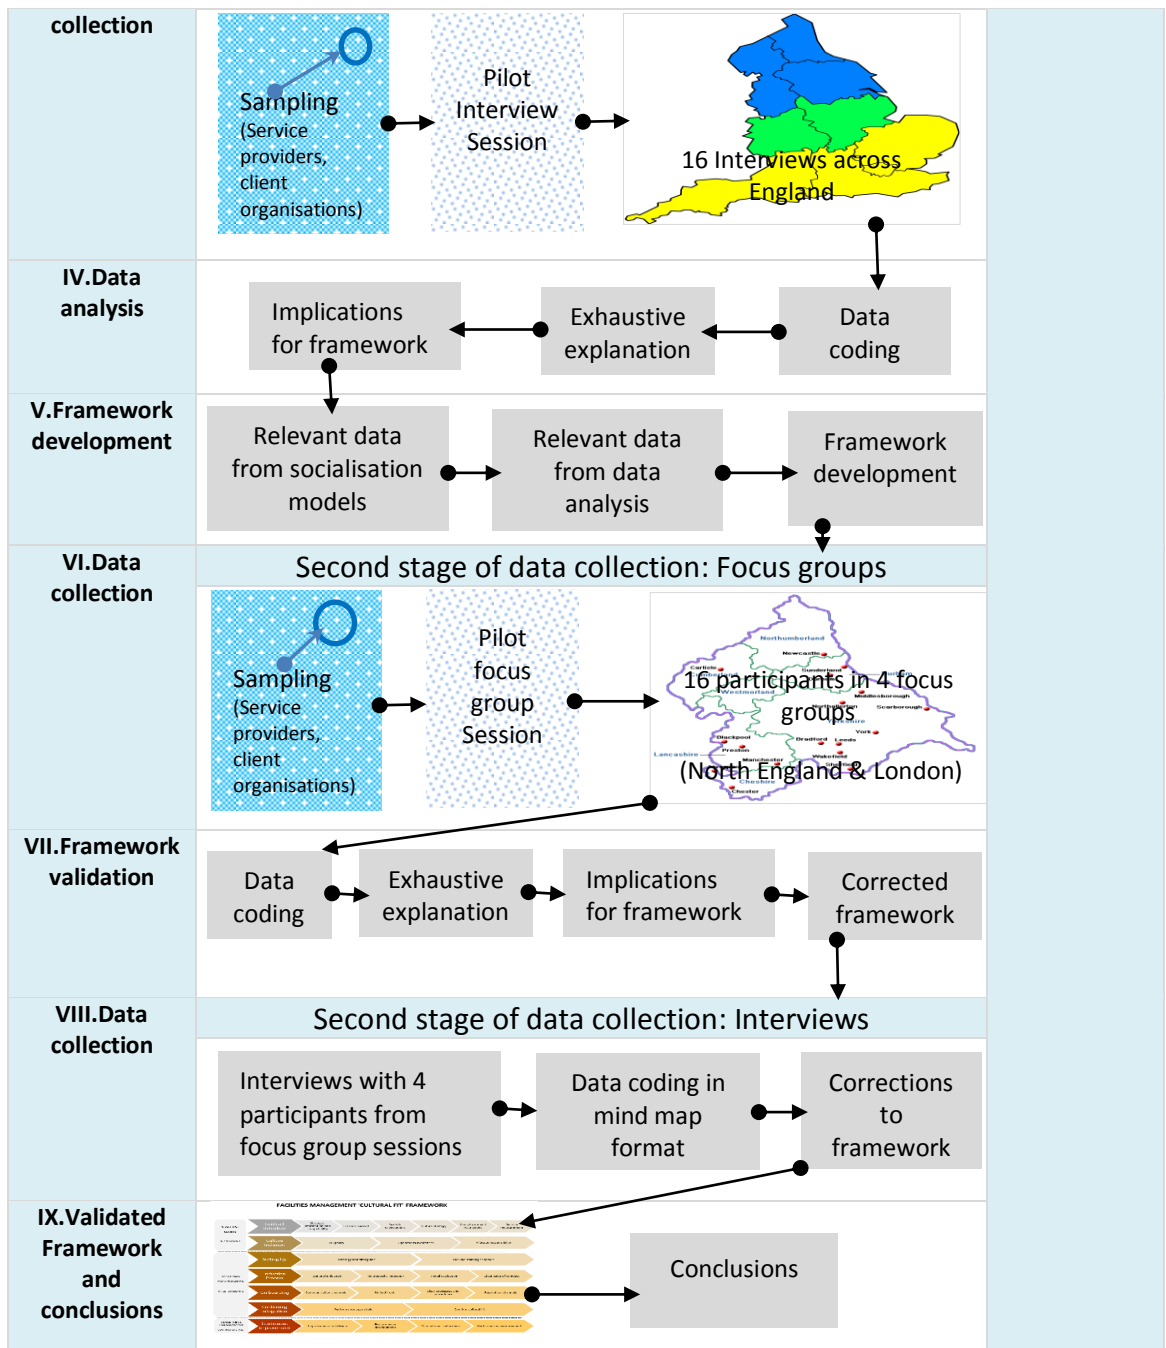 collection
Sampling
(Service
providers,
client
organisations)
Pilot
Interview
Session
16 Interviews across
England
IV.Data
analysis
Implications
for framework
Exhaustive
explanation
Data
coding
V.Framework
development
Relevant data
from socialisation
models
Relevant data
from data
analysis
Framework
development
VI.Data
collection
Second stage of data collection: Focus groups
Sampling
(Service
providers,
client
organisations)
Pilot
focus
group
Session
Northumberland
Newcastle
Carlisle
Sunderland
16 participants in 4 focus
groups
Westmorland
Middlesborough
Scarborough
York
Blackpool
Preston
Bradford
Leeds
Lancashire
Manchester
Wakefield
(North England & London)
Cheshire
Chester
VII.Framework
validation
Data
coding
Exhaustive
explanation
Implications
for framework
Corrected
framework
VIII.Data
collection
Second stage of data collection: Interviews
Interviews with 4
participants from
focus group sessions
Data coding in
mind map
format
Corrections
to
framework
IX.Validated
Framework
and
conclusions
FACILITIES MANAGEMENT 'CULTURAL FIT' FRAMEWORK
Conclusions